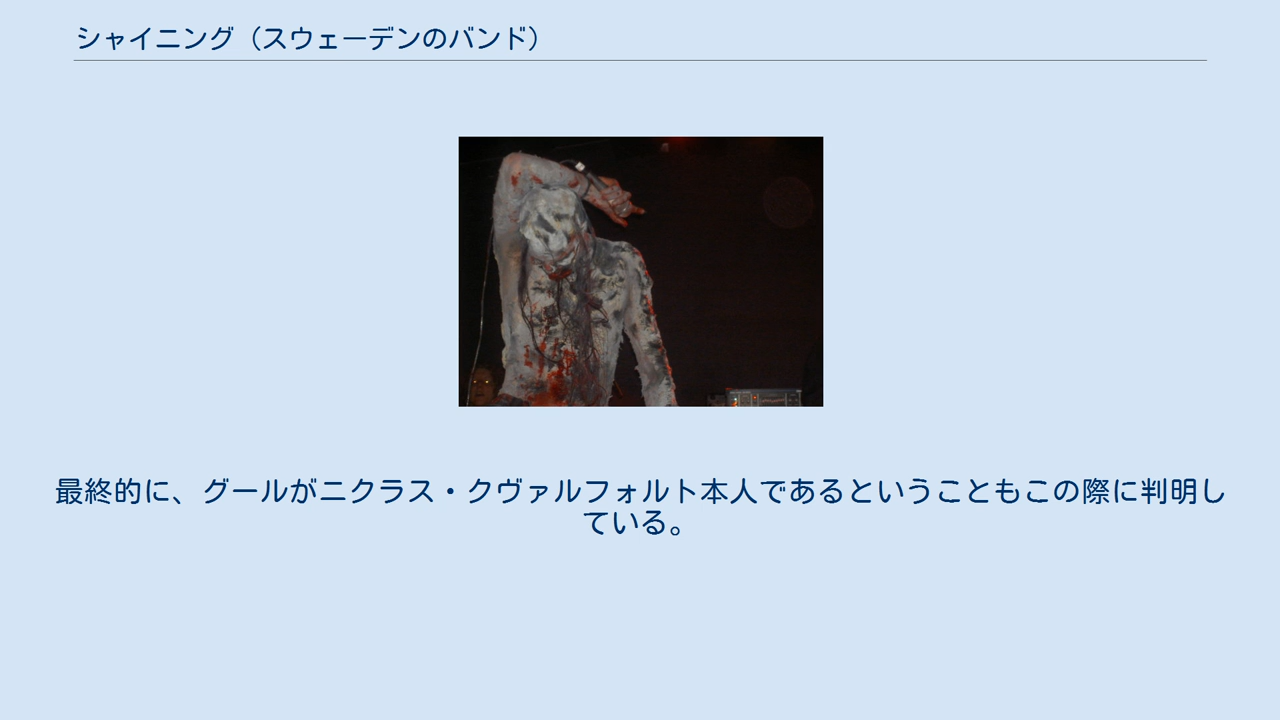 シャイニング（スウェーデンのバンド）
最終的に、グールがニクラス・クヴァルフォルト本人であるということもこの際に判明し
ている。